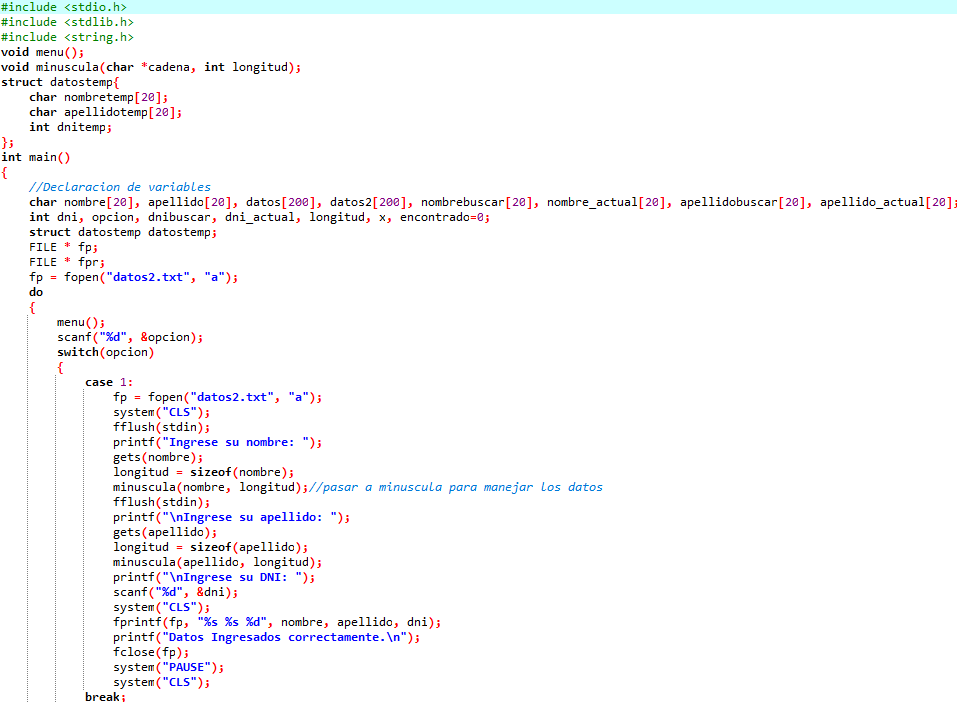 #include <stdio.h>
#include <stdlib.h>
#include <string.h>
void menu();
void minuscula(char *cadena, int longitud);
struct datostemp{
    char nombretemp[20];
    char apellidotemp[20];
    int dnitemp;
};
int main()
{
    //Declaracion de variables
    char nombre[20], apellido[20], datos[200], datos2[200], nombrebuscar[20], nombre_actual[20], apellidobuscar[20], apellido_actual[20];
    int dni, opcion, dnibuscar, dni_actual, longitud, x, encontrado=0;
    struct datostemp datostemp;
    FILE * fp;
    FILE * fpr;
    fp = fopen("datos2.txt", "a");
    do
    {
        menu();
        scanf("%d", &opcion);
        switch(opcion)
        {
            case 1:
                fp = fopen("datos2.txt", "a");
                system("CLS");
                fflush(stdin);
                printf("Ingrese su nombre: ");
                gets(nombre);
                longitud = sizeof(nombre);
                minuscula(nombre, longitud);//pasar a minuscula para manejar los datos
                fflush(stdin);
                printf("\nIngrese su apellido: ");
                gets(apellido);
                longitud = sizeof(apellido);
                minuscula(apellido, longitud);
                printf("\nIngrese su DNI: ");
                scanf("%d", &dni);
                system("CLS");
                fprintf(fp, "%s %s %d", nombre, apellido, dni);
                printf("Datos Ingresados correctamente.\n");
                fclose(fp);
                system("PAUSE");
                system("CLS");
            break;